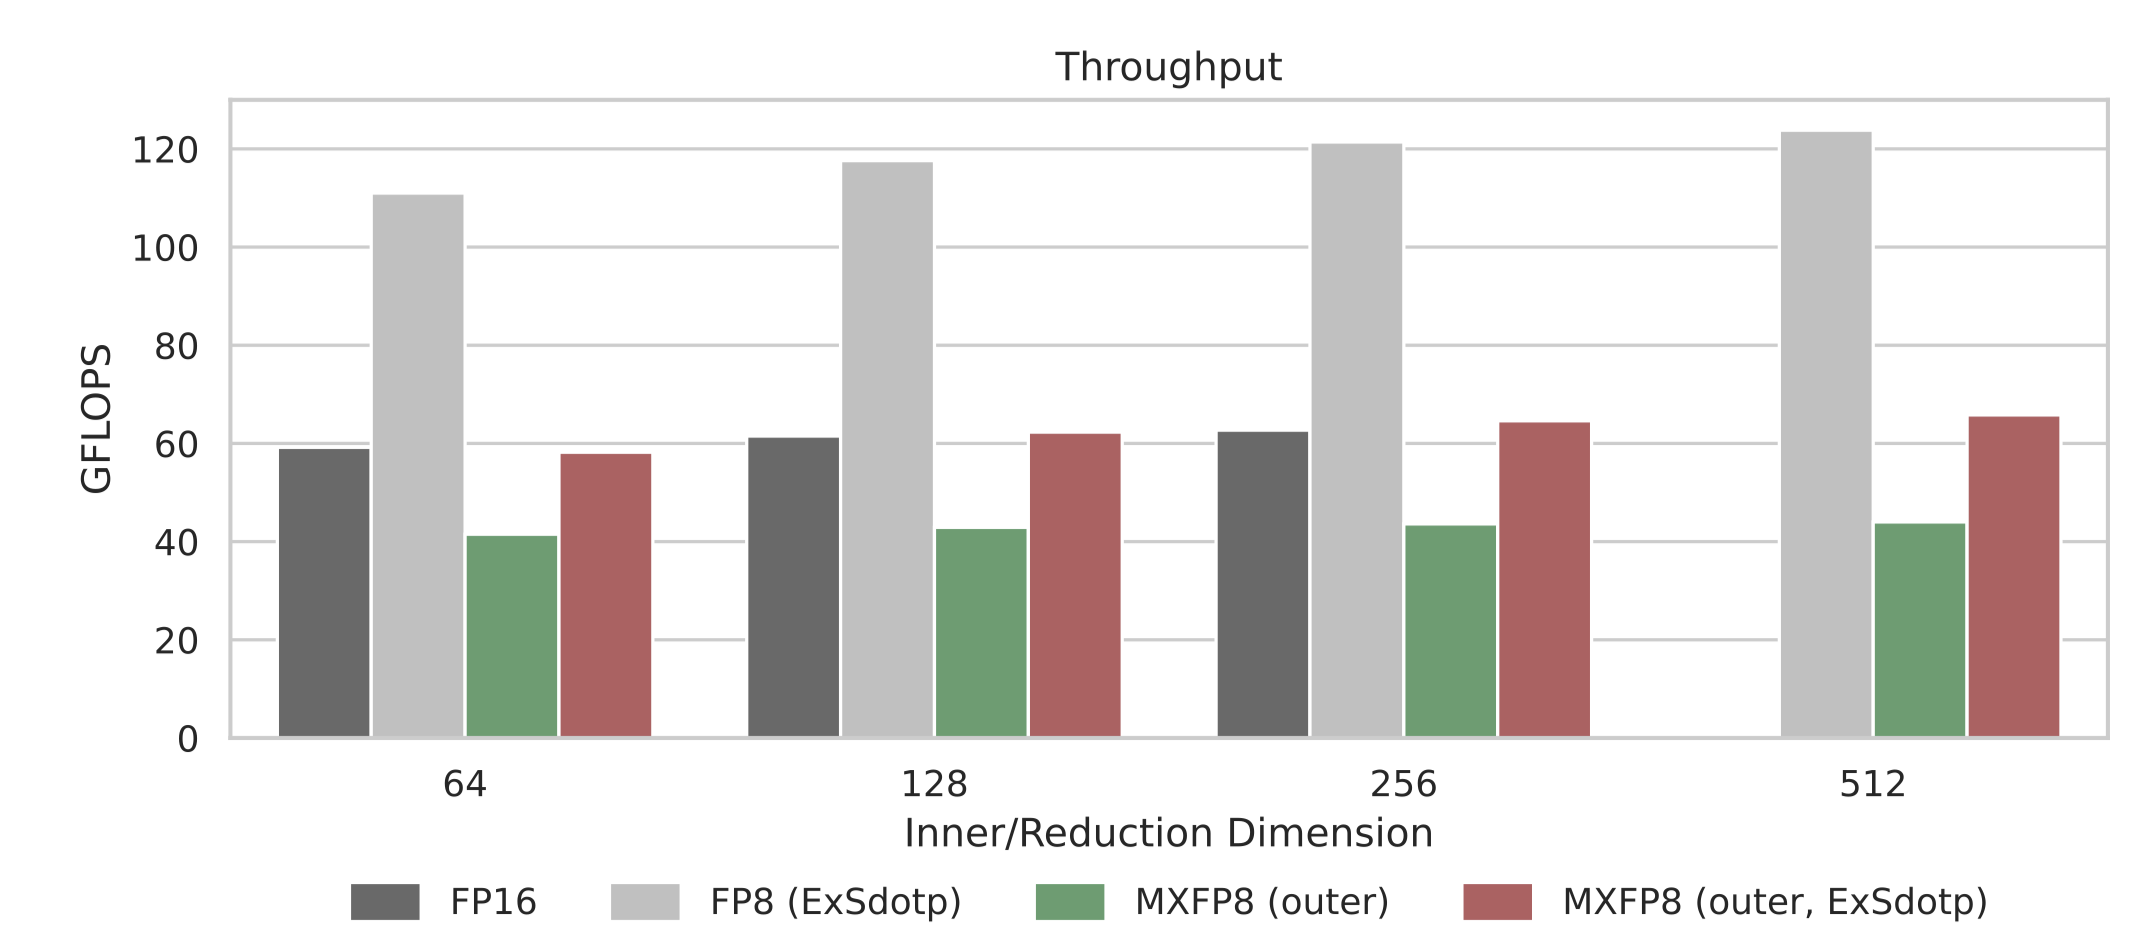 Throughput
GFLOPS
120
100
80
60
40
20
0
64 128 256 512
Inner/Reduction Dimension
FP16 FP8 (ExSdotp) MXFP8 (outer) MXFP8 (outer, ExSdotp)